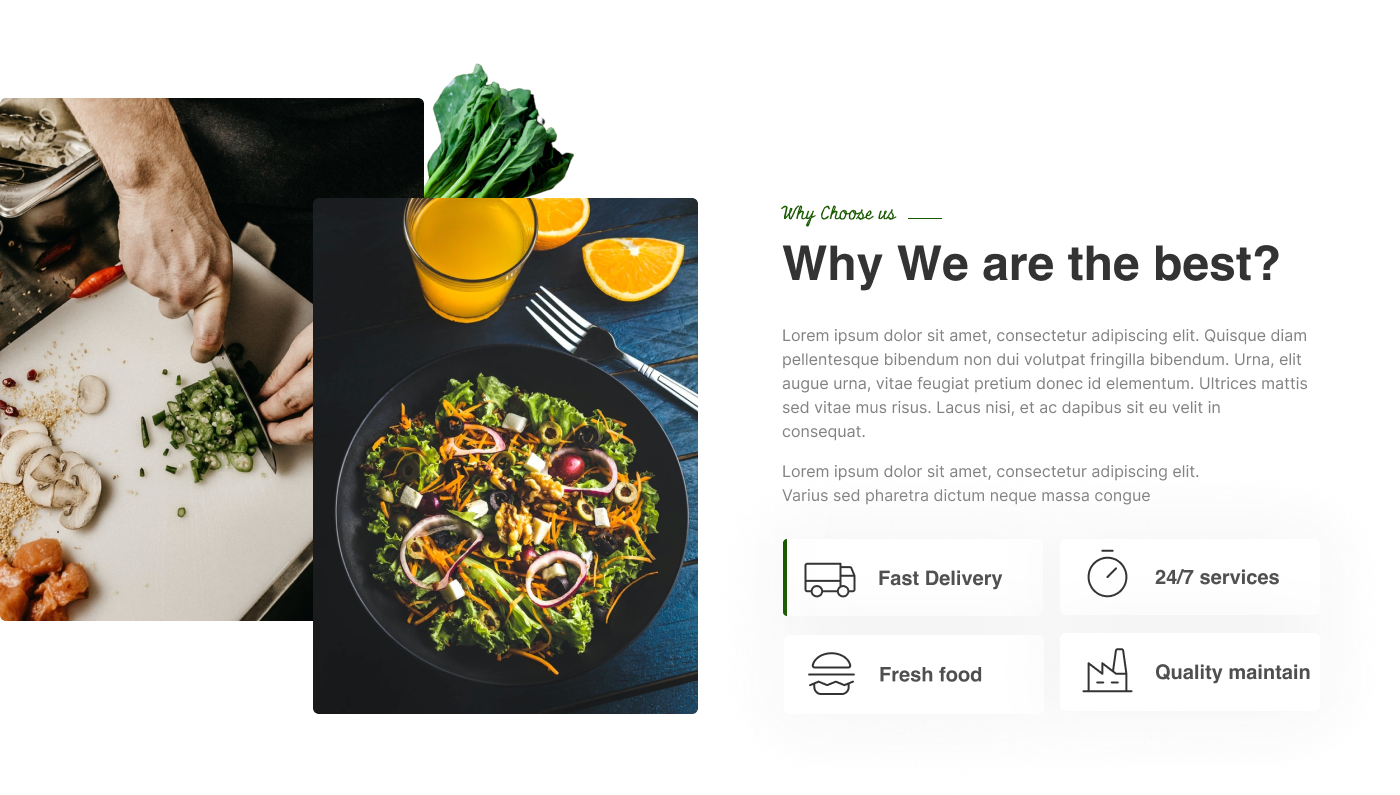 Why Choose us
Why We are the best?
Lorem ipsum dolor sit amet, consectetur adipiscing elit. Quisque diam
pellentesque bibendum non dui volutpat fringilla bibendum. Urna, elit
augue urna, vitae feugiat pretium donec id elementum. Ultrices mattis
sed vitae mus risus. Lacus nisi, et ac dapibus sit eu velit in
consequat.
Lorem ipsum dolor sit amet, consectetur adipiscing elit.
Varius sed pharetra dictum neque massa congue
Fast Delivery
24/7 services
Fresh food
Quality maintain